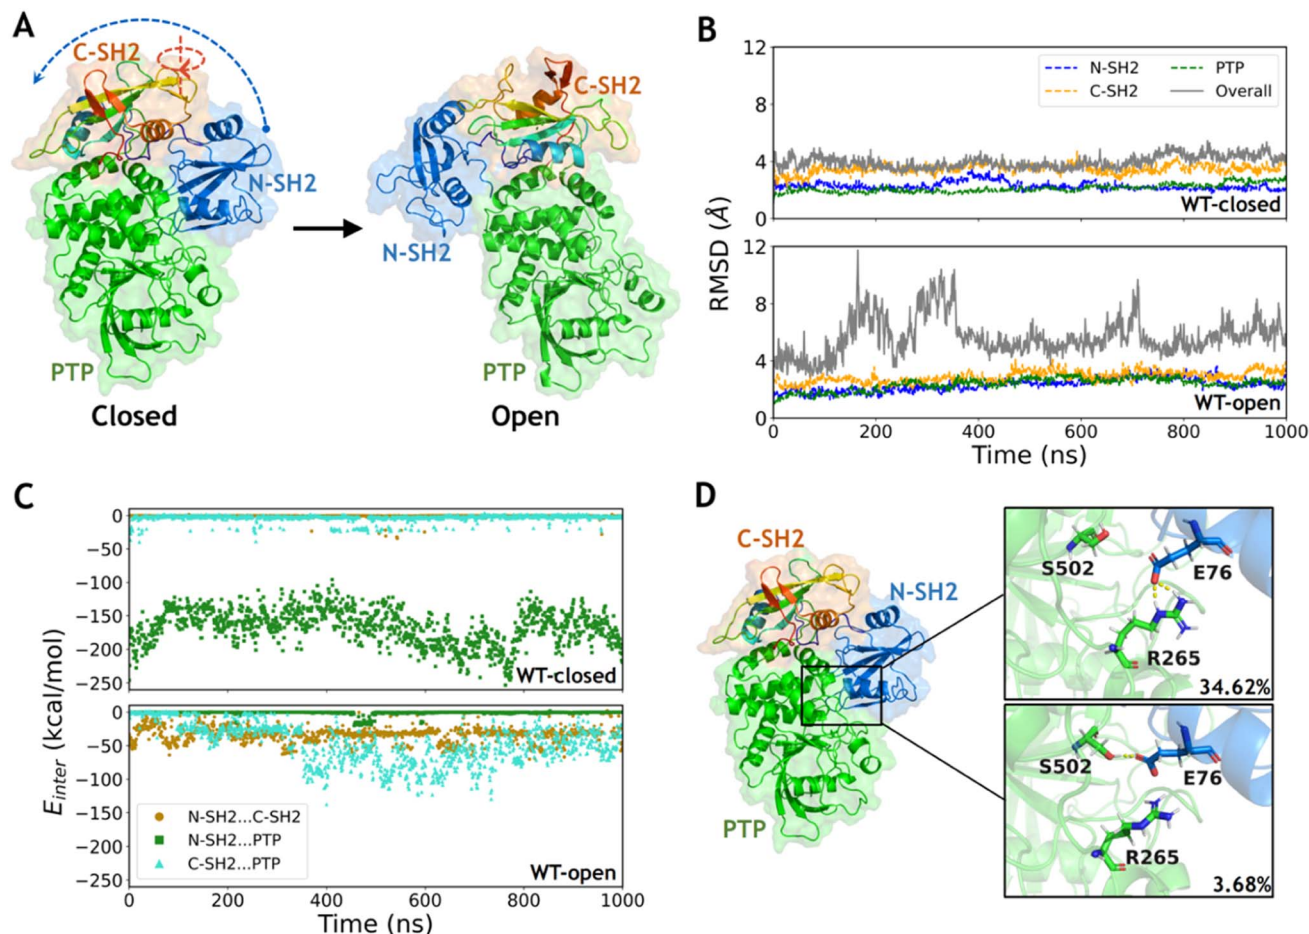 A
C-SH2
N-SH2
PTP
Closed
C-SH2
N-SH2
PTP
Open
B
12
8
4
0
N-SH2
C-SH2
PTP
Overall
WT-closed
12
8
4
0
WT-open
RMSD (Å)
0 200 400 600 800 1000
Time (ns)
C
0
−50
−100
−150
−200
−250
WT-closed
0
−50
−100
−150
−200
−250
N-SH2...C-SH2
N-SH2...PTP
C-SH2...PTP
WT-open
E_inter (kcal/mol)
0 200 400 600 800 1000
Time (ns)
D
C-SH2
N-SH2
PTP
S502
E76
R265
34.62%
S502
E76
R265
3.68%